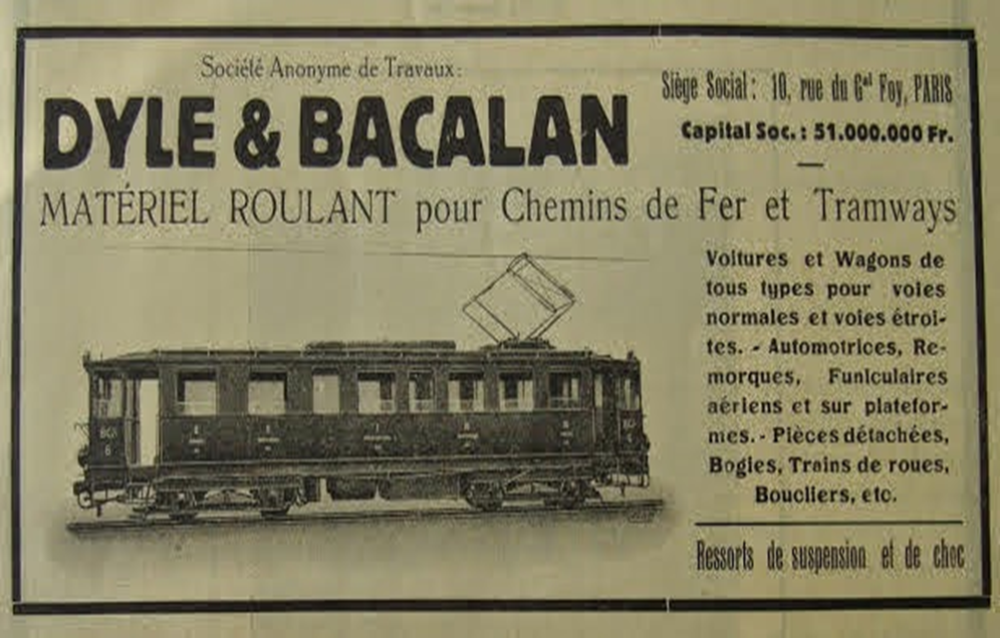 Société Anonyme de Travaux:
DYLE & BACALAN
Siège Social: 10, rue du Gal Foy, PARIS
Capital Soc.: 51.000.000 Fr.
MATÉRIEL ROULANT pour Chemins de Fer et Tramways
Voitures et Wagons de
tous types pour voies
normales et voies étroi-
tes. - Automotrices, Re-
morques, Funiculaires
aériens et sur platefor-
mes. - Pièces détachées,
Bogies, Trains de roues,
Boucliers, etc.
Ressorts de suspension et de choc